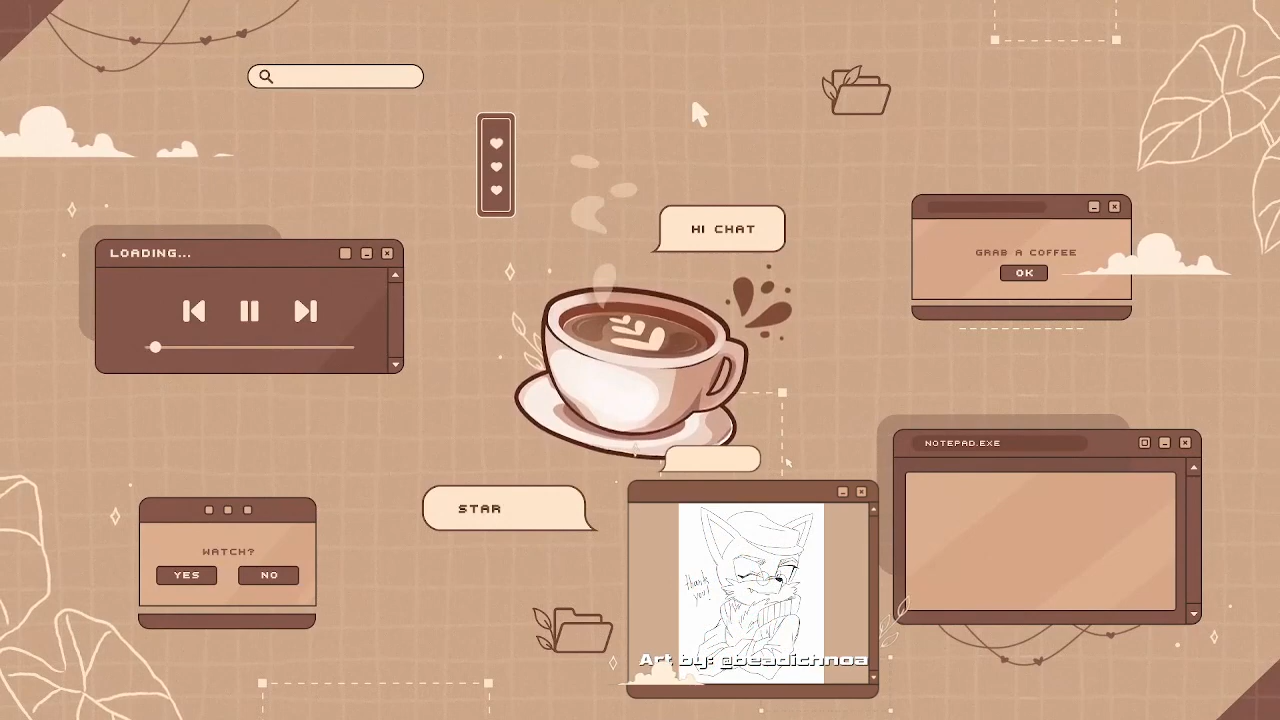 HI CHAT
LOADING...
GRAB A COFFEE
OK
NOTEPAD.EXE
STAR
WATCH?
YES
NO
thank
you!
Art by: @beadichnoa